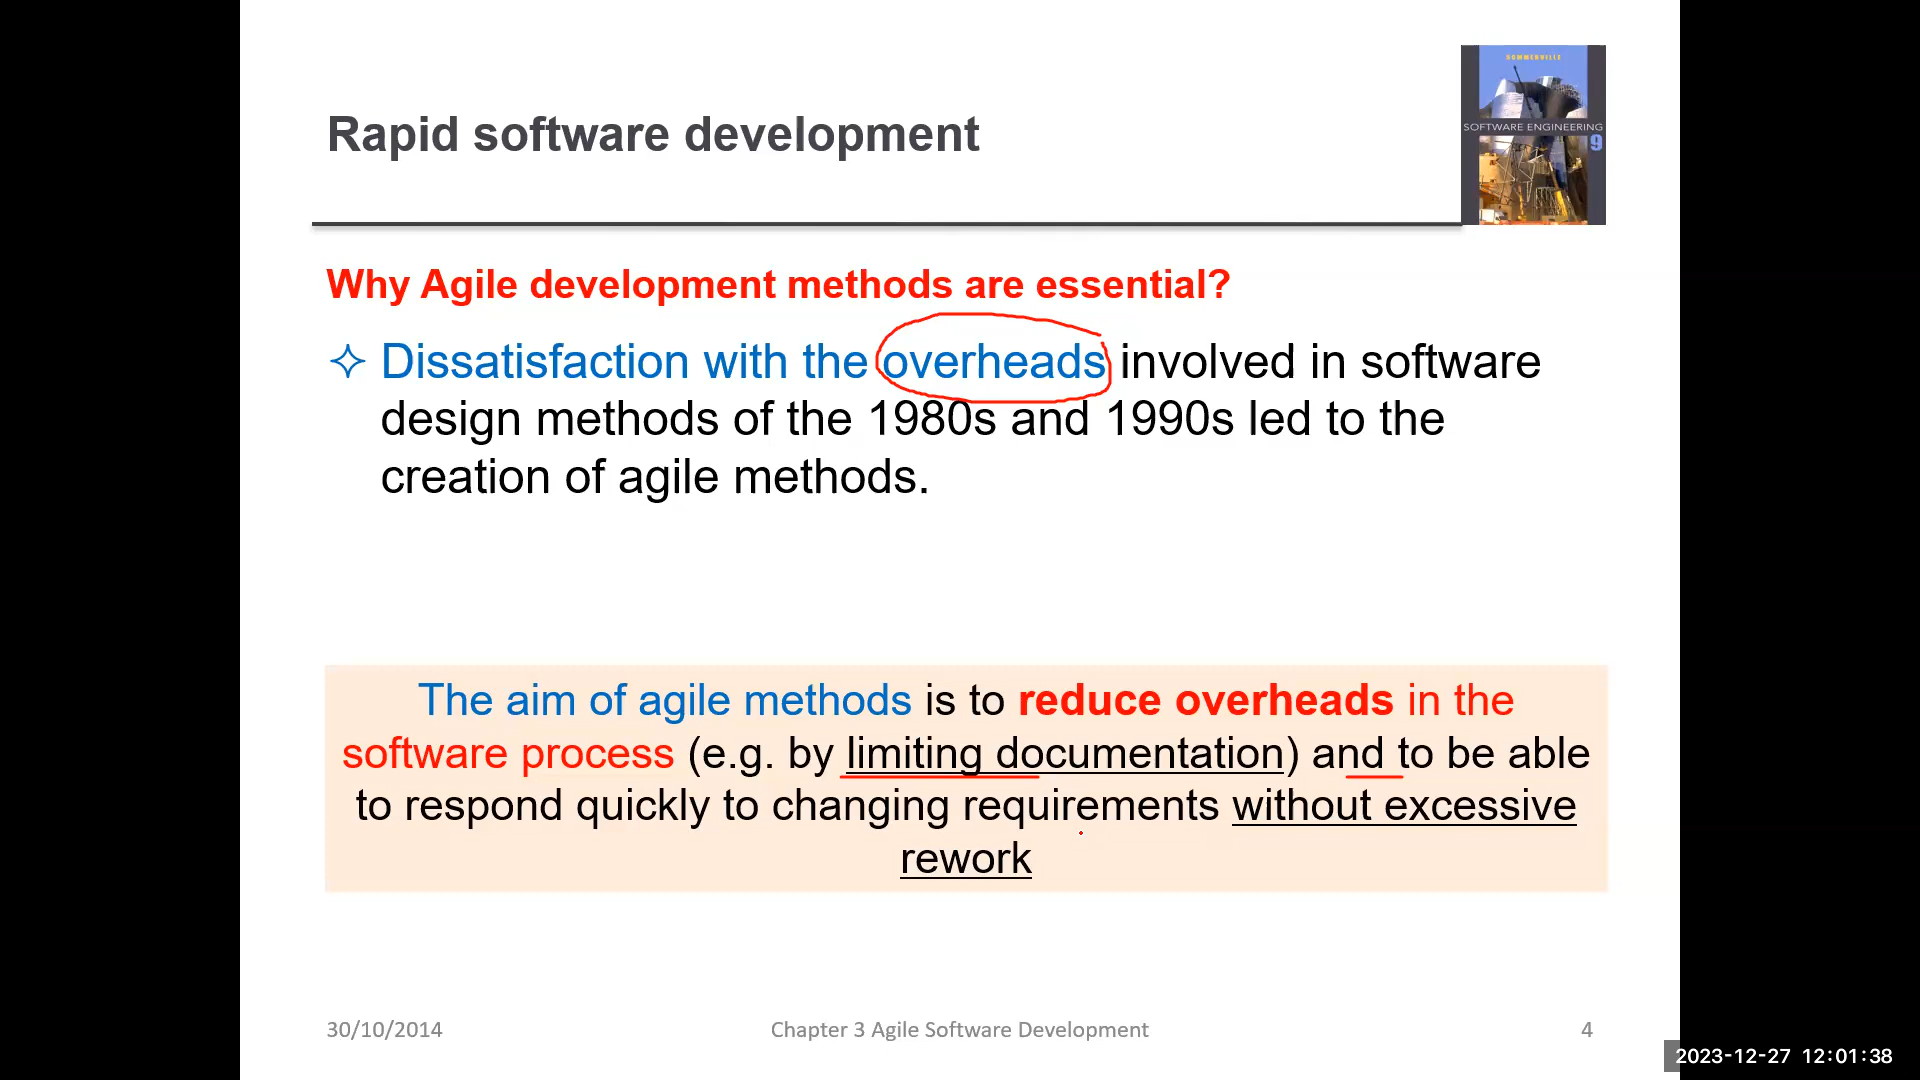 SOMMERVILLE
SOFTWARE ENGINEERING
9
Rapid software development
Why Agile development methods are essential?
✧ Dissatisfaction with the overheads involved in software
design methods of the 1980s and 1990s led to the
creation of agile methods.
The aim of agile methods is to reduce overheads in the
software process (e.g. by limiting documentation) and to be able
to respond quickly to changing requirements without excessive
rework
30/10/2014
Chapter 3 Agile Software Development
4
2023-12-27 12:01:38